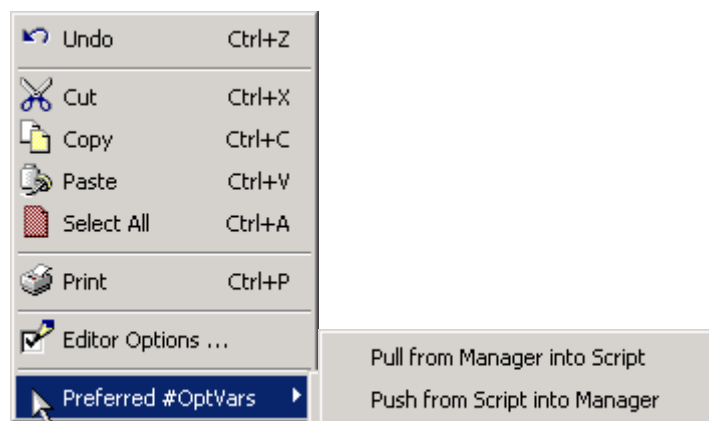 Undo Ctrl+Z
Cut Ctrl+X
Copy Ctrl+C
Paste Ctrl+V
Select All Ctrl+A
Print Ctrl+P
Editor Options ...
Preferred #OptVars
Pull from Manager into Script
Push from Script into Manager